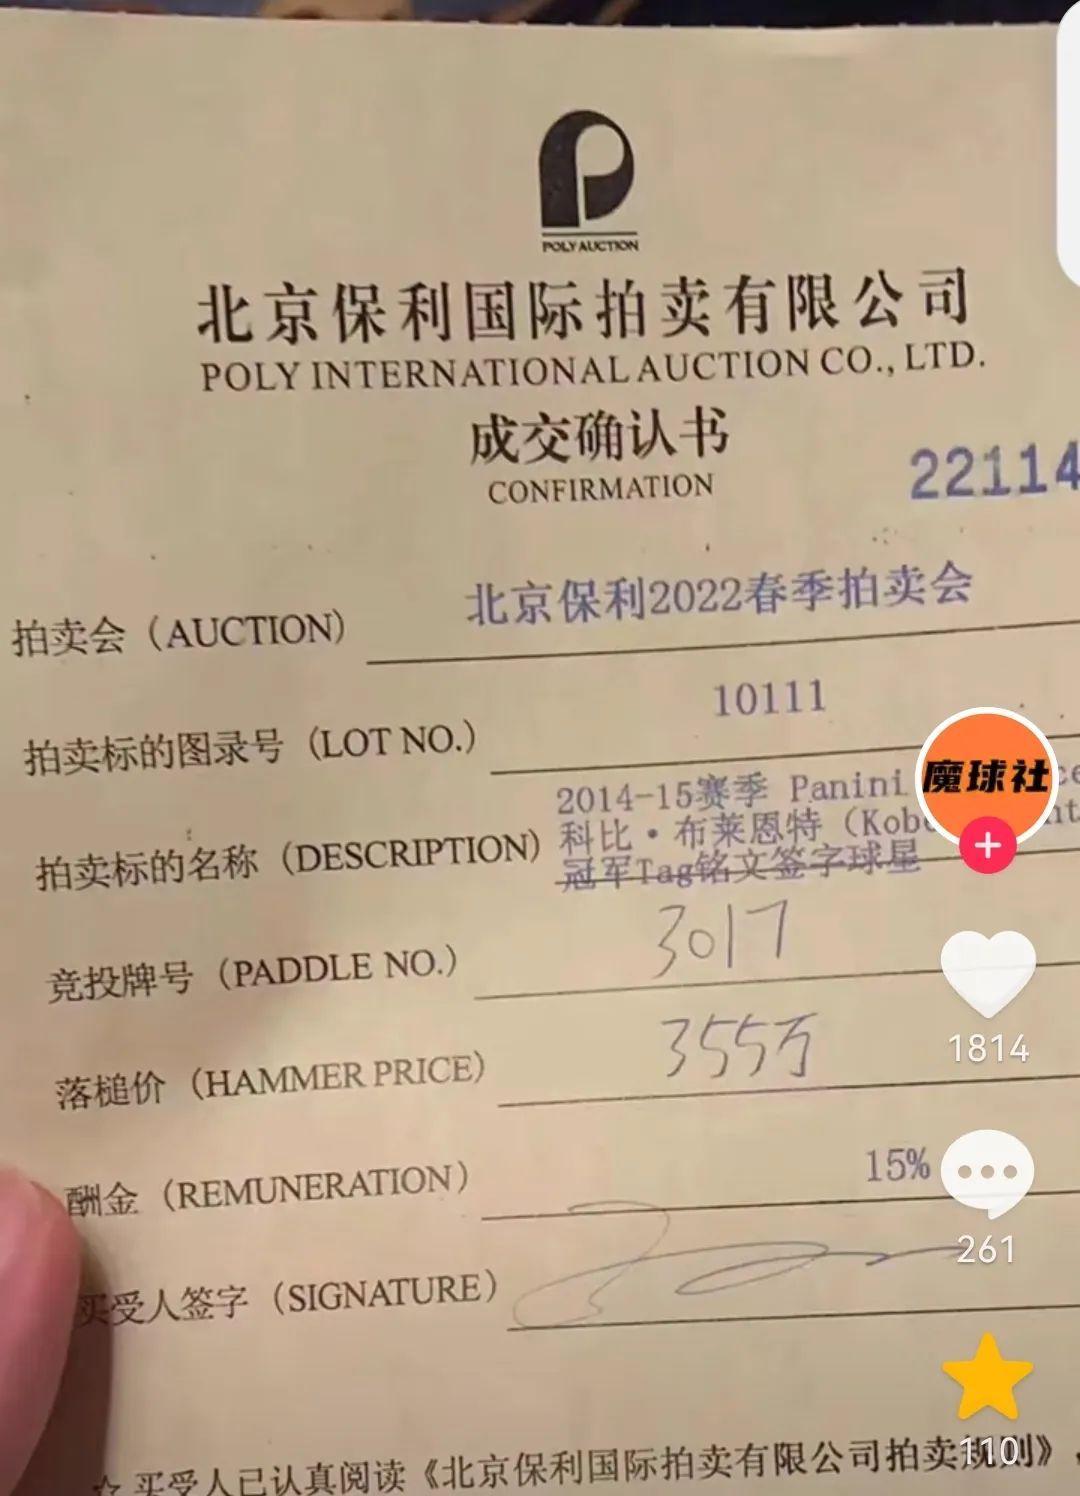 POLY AUCTION
北京保利国际拍卖有限公司
POLY INTERNATIONAL AUCTION CO., LTD.
成交确认书
CONFIRMATION
22114
拍卖会（AUCTION） 北京保利2022春季拍卖会
拍卖标的图录号（LOT NO.） 10111
拍卖标的名称（DESCRIPTION） 2014-15赛季 Panini
科比·布莱恩特（Kobe
冠军Tag铭文签字球星
魔球社
竞投牌号（PADDLE NO.） 3017
落槌价（HAMMER PRICE） 355万
1814
酬金（REMUNERATION） 15%
261
买受人签字（SIGNATURE）
110
☆ 买受人已认真阅读《北京保利国际拍卖有限公司拍卖规则》，